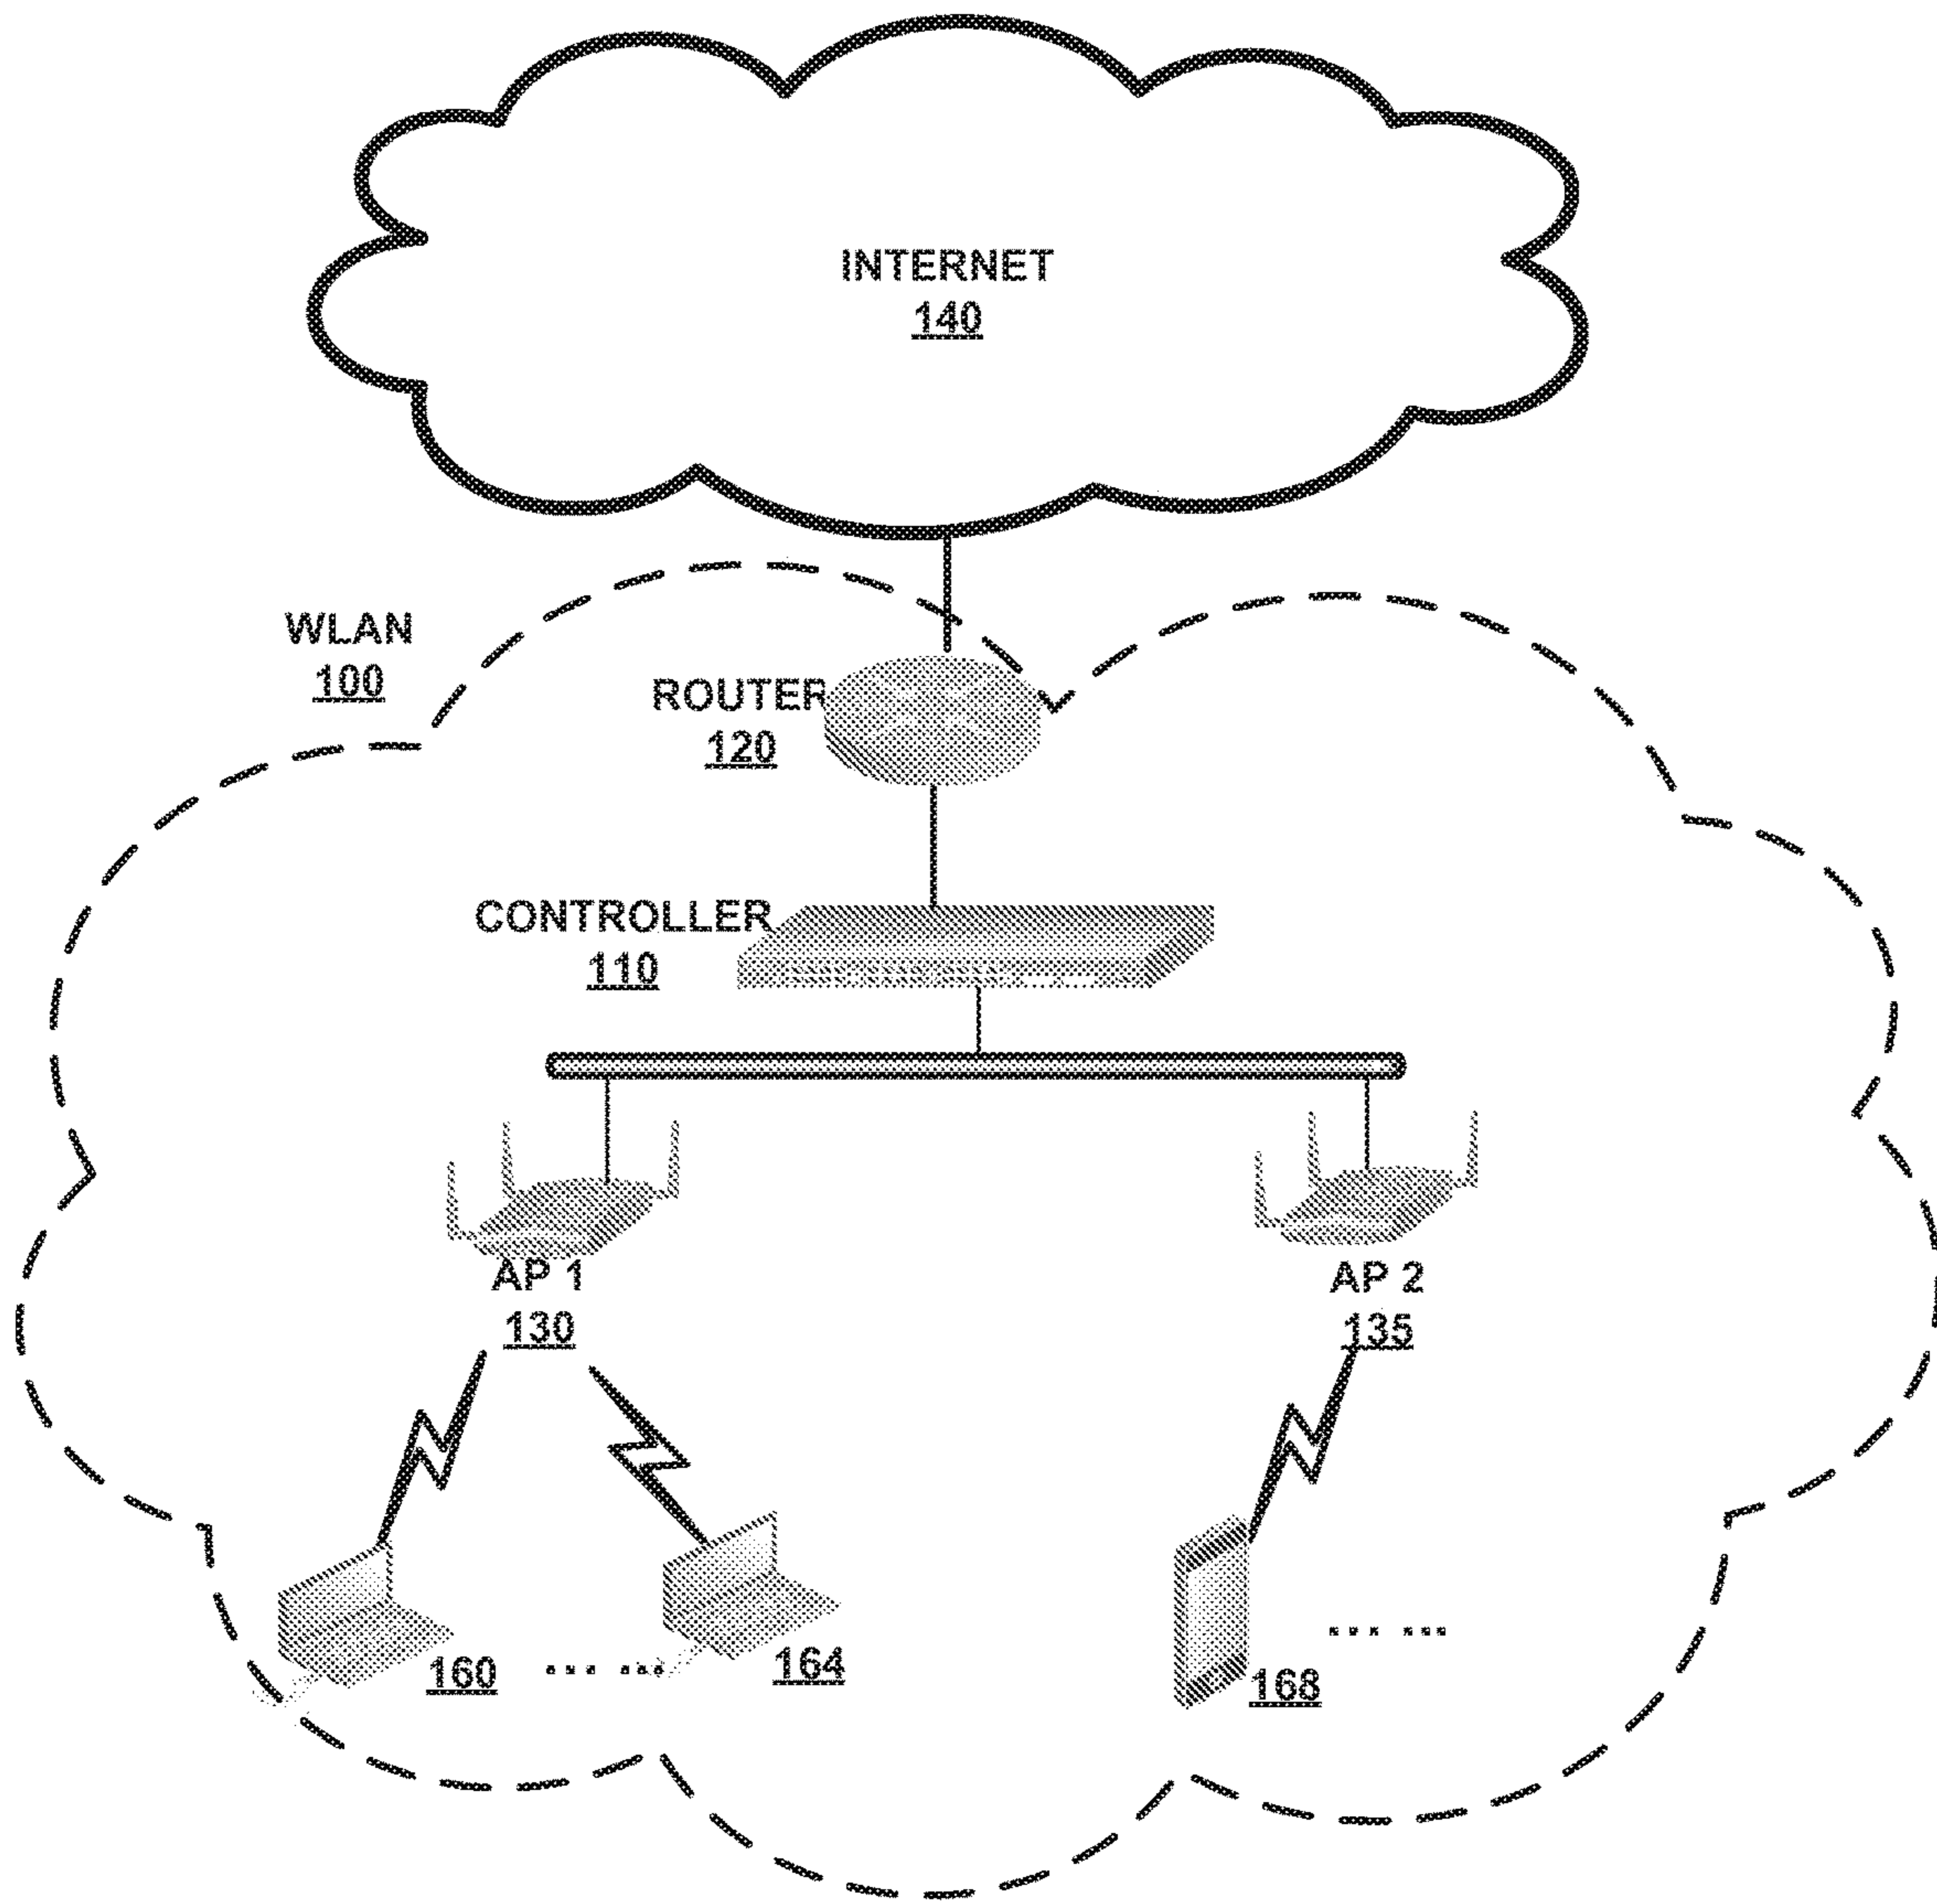 INTERNET
140
WLAN
100
ROUTER
120
CONTROLLER
110
AP 1
130
AP 2
135
160
...  ...
164
168
...  ...